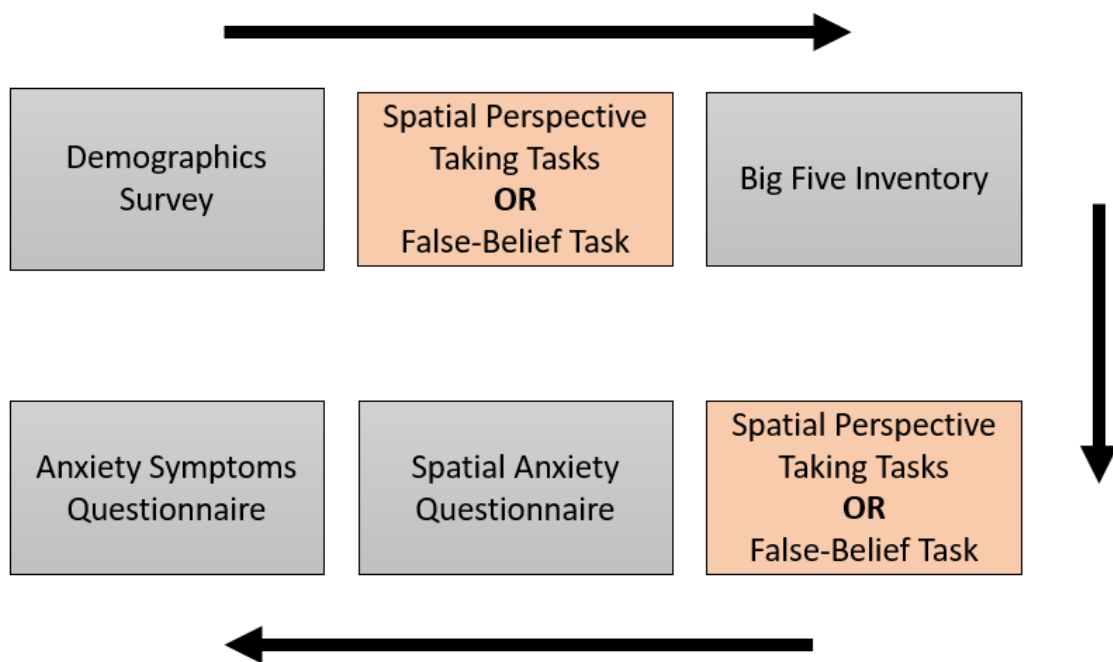 Demographics
Survey
Spatial Perspective
Taking Tasks
OR
False-Belief Task
Big Five Inventory
Spatial Perspective
Taking Tasks
OR
False-Belief Task
Spatial Anxiety
Questionnaire
Anxiety Symptoms
Questionnaire